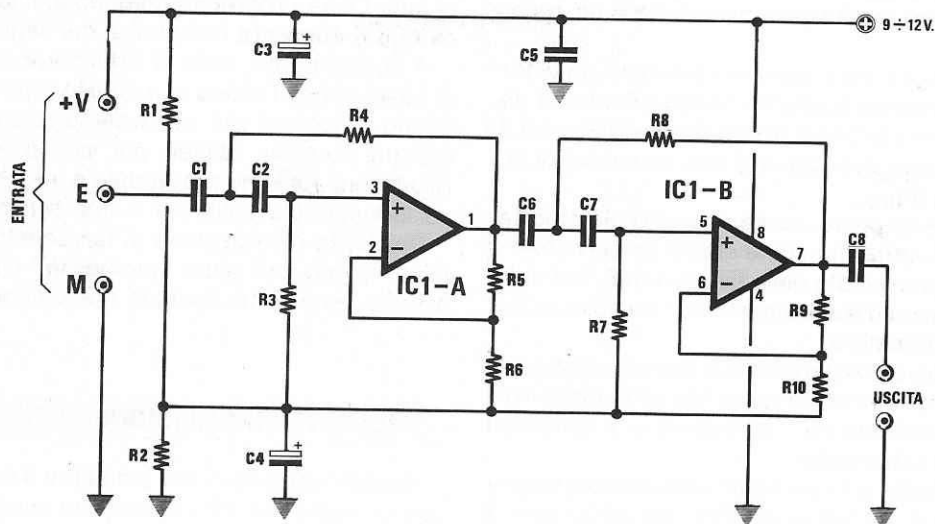 9÷12 V.
C3
C5
+V
R1
R4
R8
ENTRATA
E
C1
C2
3
+
1
2
−
IC1-A
C6
C7
IC1-B
5
+
8
7
6
−
4
C8
R3
R5
R7
R9
R6
R10
M
USCITA
R2
C4
+
+